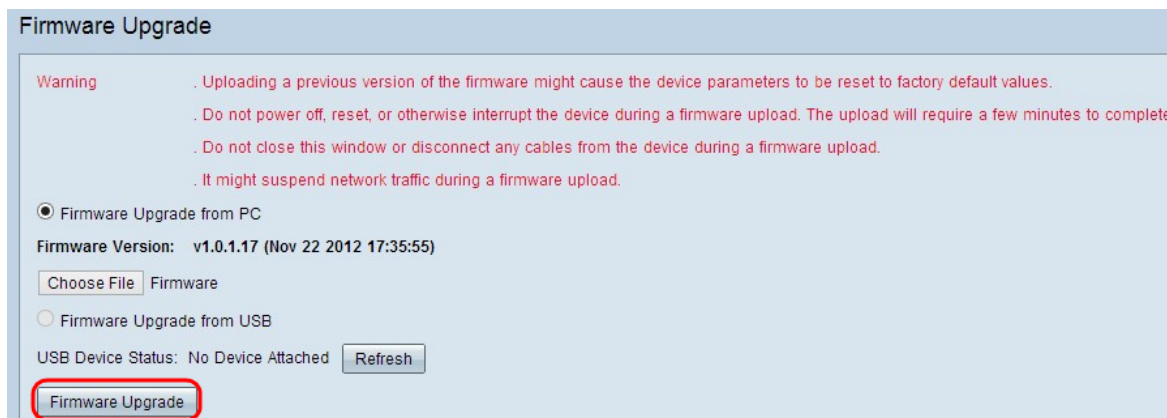 Firmware Upgrade
Warning . Uploading a previous version of the firmware might cause the device parameters to be reset to factory default values.
. Do not power off, reset, or otherwise interrupt the device during a firmware upload. The upload will require a few minutes to complete
. Do not close this window or disconnect any cables from the device during a firmware upload.
. It might suspend network traffic during a firmware upload.
Firmware Upgrade from PC
Firmware Version: v1.0.1.17 (Nov 22 2012 17:35:55)
Choose File Firmware
Firmware Upgrade from USB
USB Device Status: No Device Attached Refresh
Firmware Upgrade